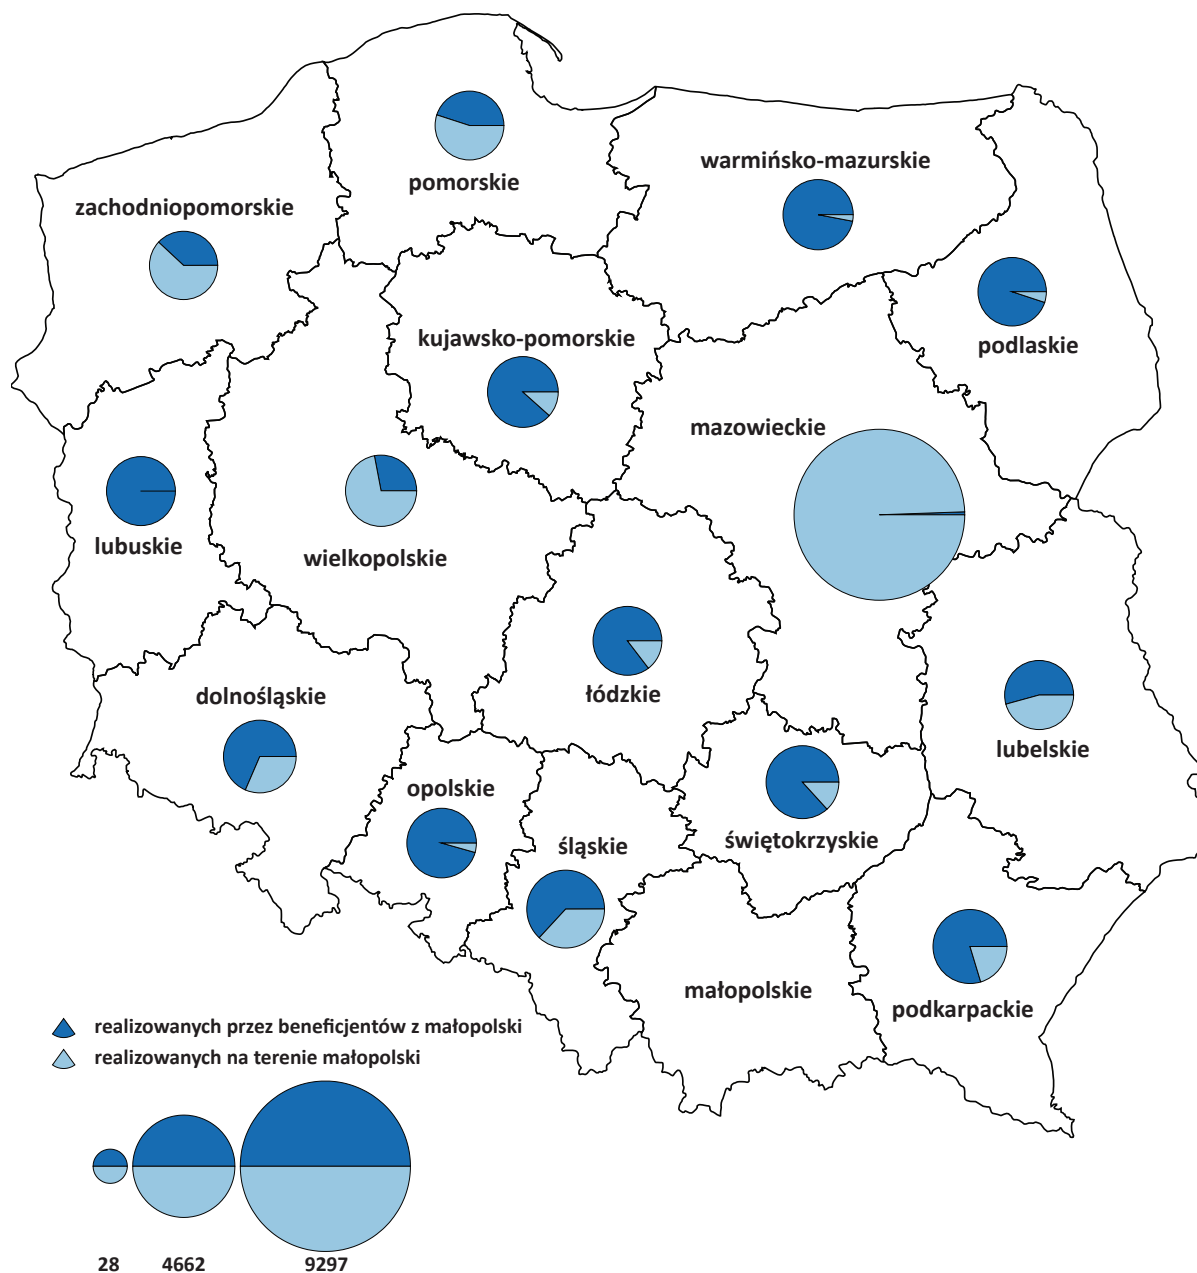 pomorskie
warmińsko-mazurskie
zachodniopomorskie
kujawsko-pomorskie
podlaskie
mazowieckie
lubuskie
wielkopolskie
dolnośląskie
łódzkie
lubelskie
opolskie
śląskie
świętokrzyskie
małopolskie
podkarpackie
realizowanych przez beneficjentów z małopolski
realizowanych na terenie małopolski
28 4662 9297